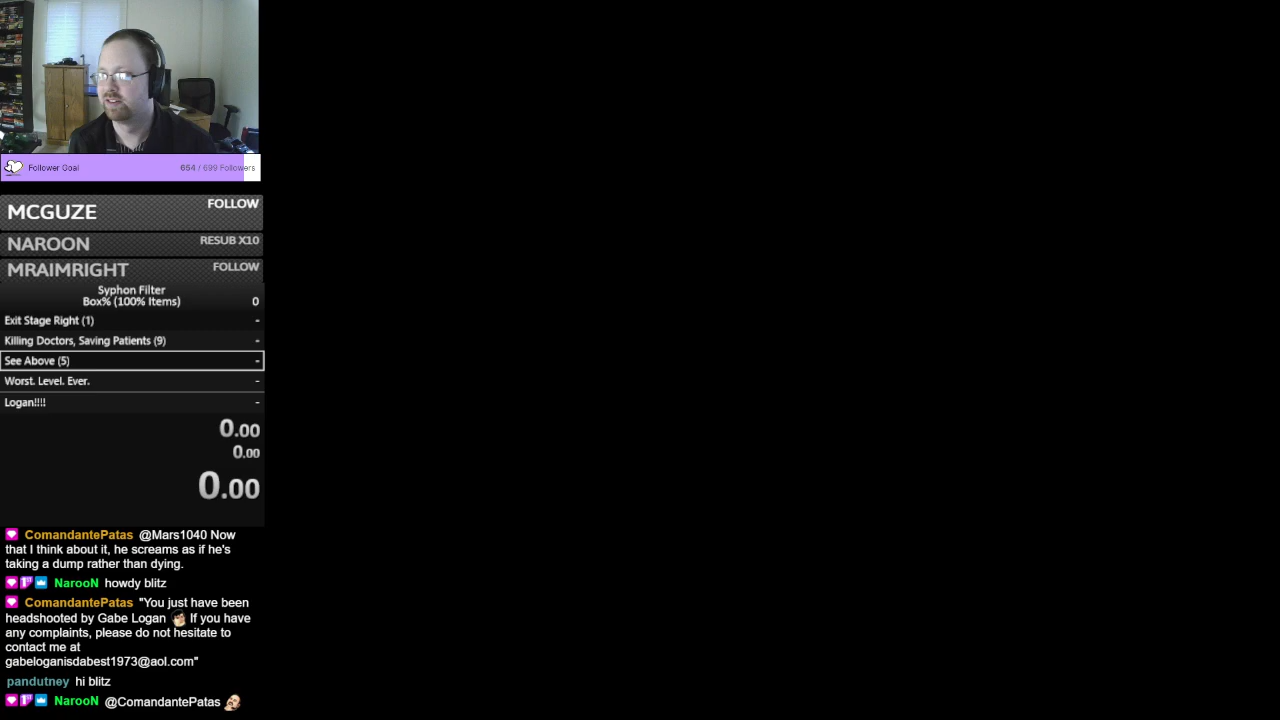 Follower Goal 654 / 699 Followers
MCGUZE FOLLOW
NAROON RESUB X10
MRAIMRIGHT FOLLOW
Syphon Filter
Box% (100% Items) 0
Exit Stage Right (1) -
Killing Doctors, Saving Patients (9) -
See Above (5) -
Worst. Level. Ever. -
Logan!!!! -
0.00
0.00
0.00
ComandantePatas @Mars1040 Now
that I think about it, he screams as if he's
taking a dump rather than dying.
NarooN howdy blitz
ComandantePatas "You just have been
headshooted by Gabe Logan If you have
any complaints, please do not hesitate to
contact me at
gabeloganisdabest1973@aol.com"
pandutney hi blitz
NarooN @ComandantePatas